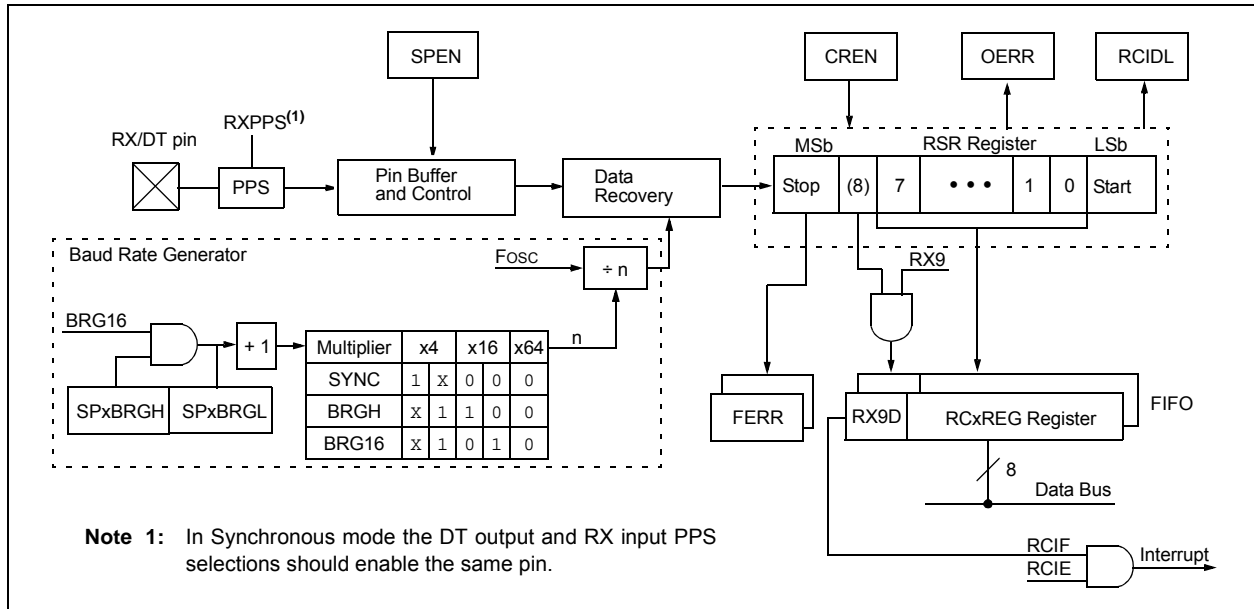 SPEN
CREN
OERR
RCIDL
RXPPS(1)
RX/DT pin
PPS
Pin Buffer
and Control
Data
Recovery
MSb
RSR Register
LSb
Stop (8) 7 • • • 1 0 Start
Baud Rate Generator
FOSC
÷ n
RX9
BRG16
+ 1
n
Multiplier x4 x16 x64
SYNC 1 X 0 0 0
BRGH X 1 1 0 0
BRG16 X 1 0 1 0
SPxBRGH SPxBRGL
FERR
RX9D RCxREG Register
FIFO
8
Data Bus
Note 1: In Synchronous mode the DT output and RX input PPS
selections should enable the same pin.
RCIF
RCIE
Interrupt